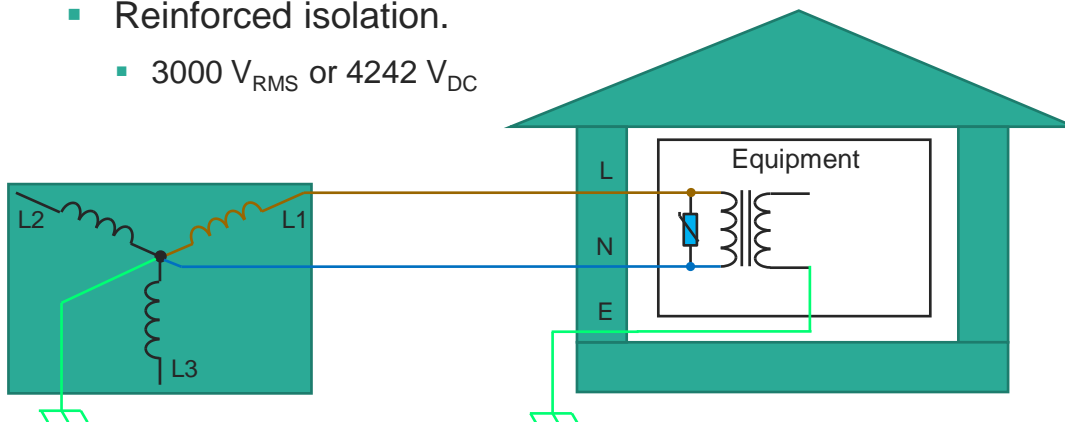 Reinforced isolation.
3000 V_RMS or 4242 V_DC
Equipment
L
L2
L1
N
E
L3